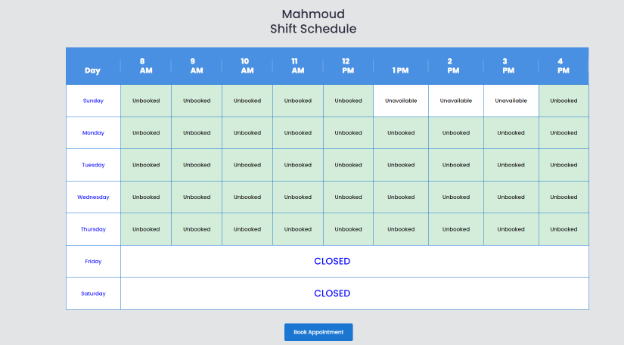 Mahmoud
Shift Schedule
Day 8 AM 9 AM 10 AM 11 AM 12 PM 1 PM 2 PM 3 PM 4 PM
Sunday Unbooked Unbooked Unbooked Unbooked Unbooked Unavailable Unavailable Unavailable Unbooked
Monday Unbooked Unbooked Unbooked Unbooked Unbooked Unbooked Unbooked Unbooked Unbooked
Tuesday Unbooked Unbooked Unbooked Unbooked Unbooked Unbooked Unbooked Unbooked Unbooked
Wednesday Unbooked Unbooked Unbooked Unbooked Unbooked Unbooked Unbooked Unbooked Unbooked
Thursday Unbooked Unbooked Unbooked Unbooked Unbooked Unbooked Unbooked Unbooked Unbooked
Friday CLOSED
Saturday CLOSED
Book Appointment